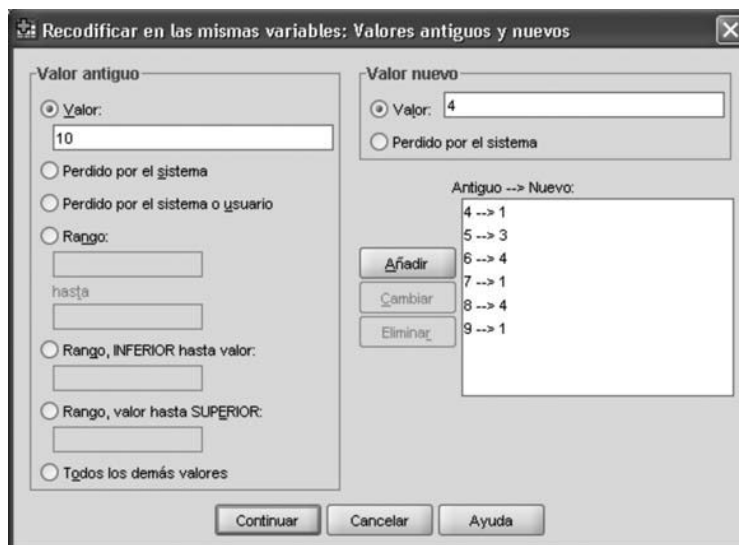 Recodificar en las mismas variables: Valores antiguos y nuevos
Valor antiguo
Valor:
10
Perdido por el sistema
Perdido por el sistema o usuario
Rango:
hasta
Rango, INFERIOR hasta valor:
Rango, valor hasta SUPERIOR:
Todos los demás valores
Valor nuevo
Valor: 4
Perdido por el sistema
Antiguo --> Nuevo:
4 --> 1
5 --> 3
6 --> 4
7 --> 1
8 --> 4
9 --> 1
Añadir
Cambiar
Eliminar
Continuar
Cancelar
Ayuda